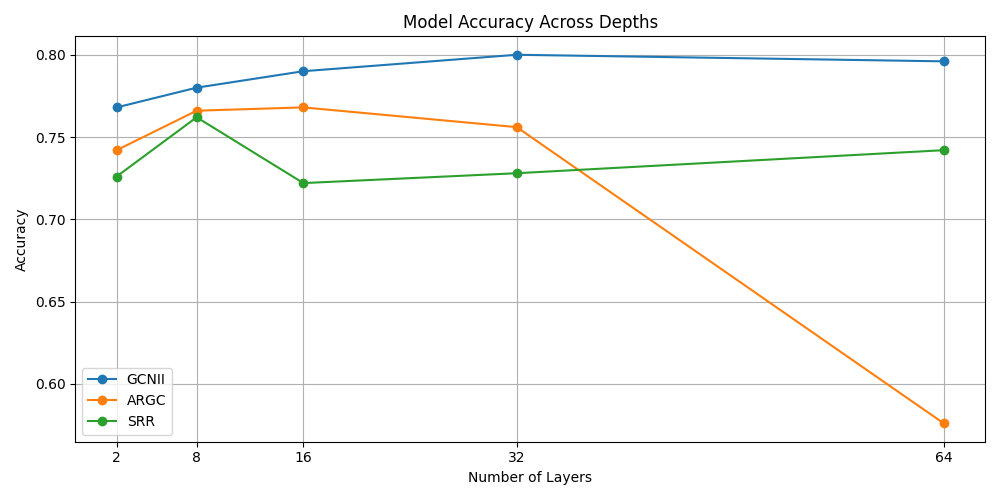 Model Accuracy Across Depths
Accuracy
0.80
0.75
0.70
0.65
0.60
GCNII
ARGC
SRR
2 8 16 32 64
Number of Layers